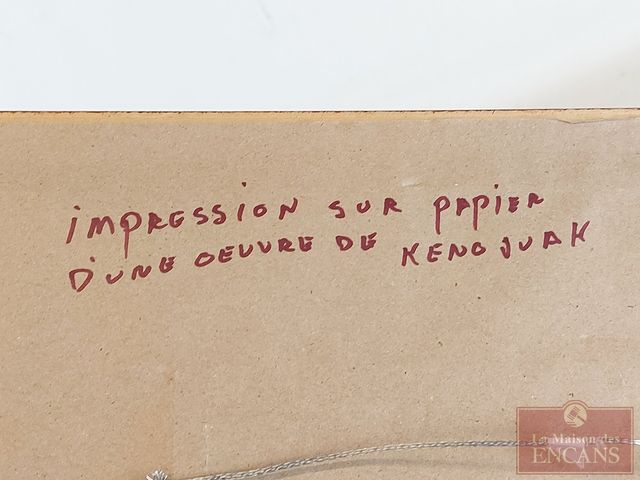 IMPRESSION SUR PAPIER
D'UNE OEUVRE DE KENOJUAK
La Maison des
ENCANS